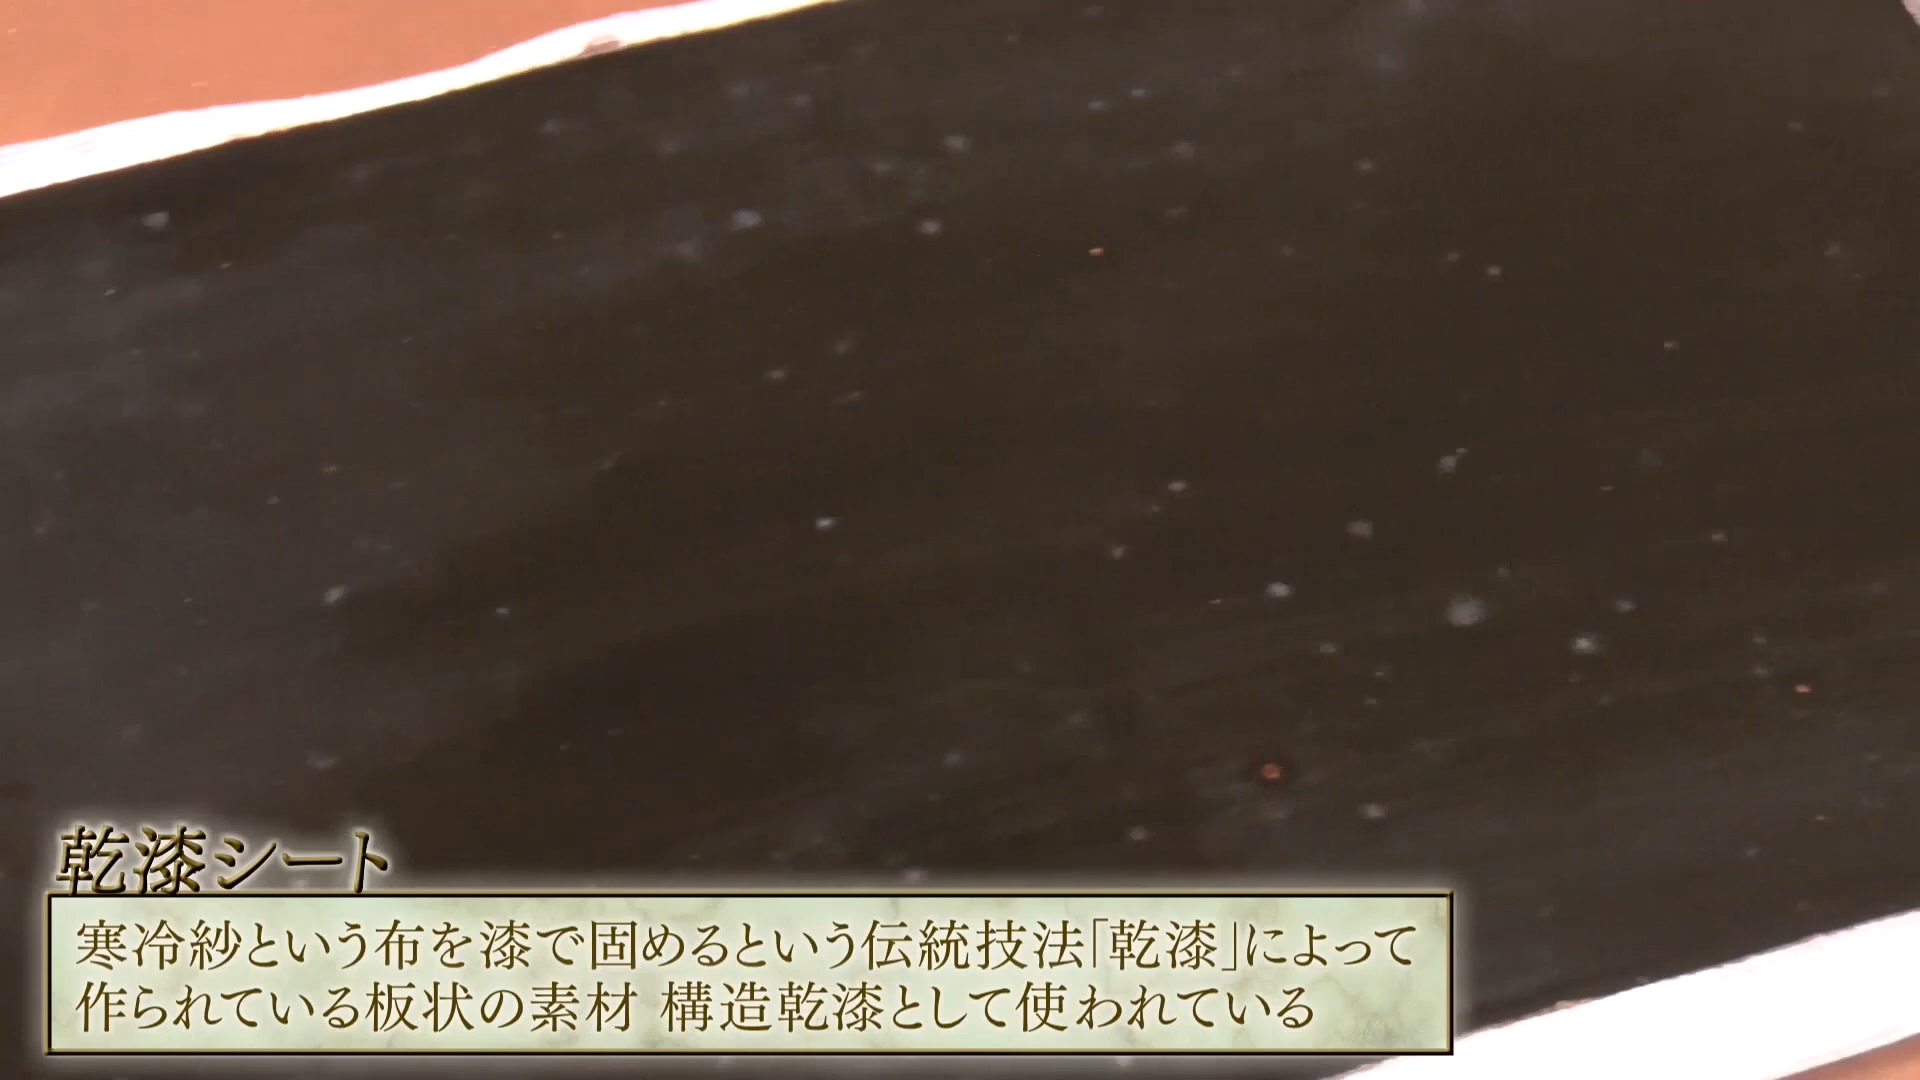 乾漆シート
寒冷紗という布を漆で固めるという伝統技法「乾漆」によって
作られている板状の素材 構造乾漆として使われている